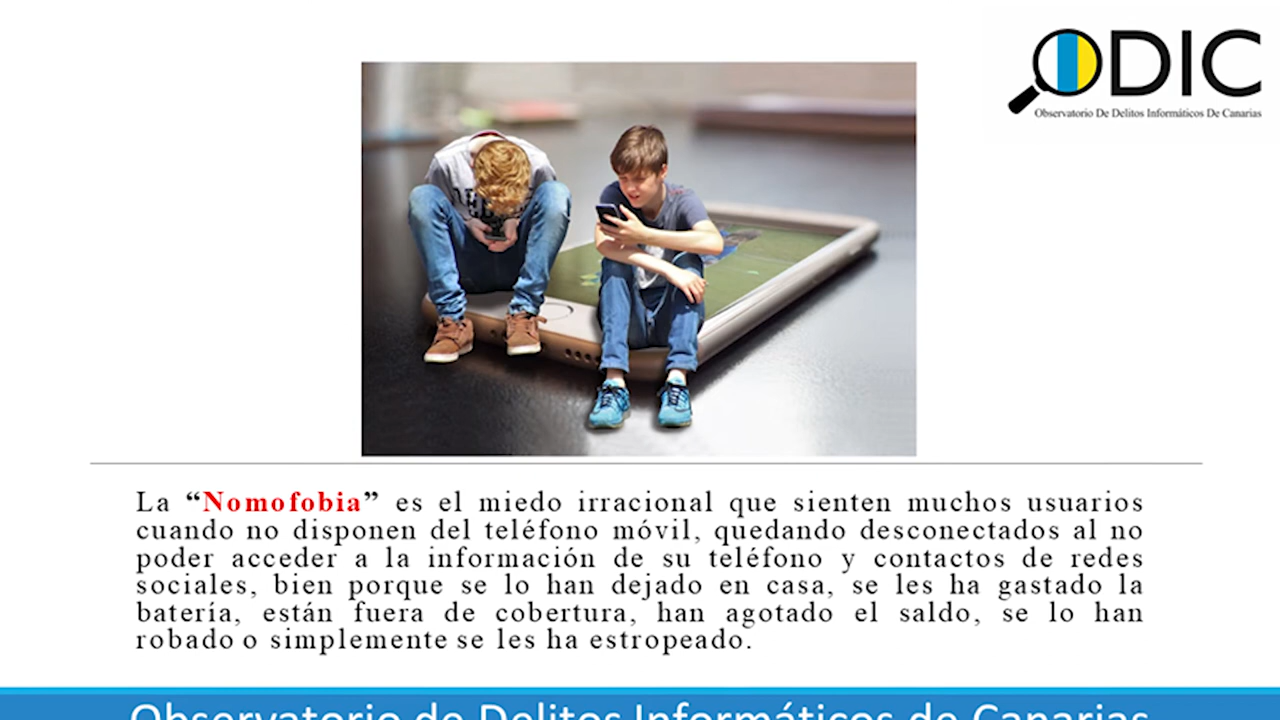 ODIC
Observatorio De Delitos Informáticos De Canarias
La “Nomofobia” es el miedo irracional que sienten muchos usuarios
cuando no disponen del teléfono móvil, quedando desconectados al no
poder acceder a la información de su teléfono y contactos de redes
sociales, bien porque se lo han dejado en casa, se les ha gastado la
batería, están fuera de cobertura, han agotado el saldo, se lo han
robado o simplemente se les ha estropeado.
Observatorio de Delitos Informáticos de Canarias